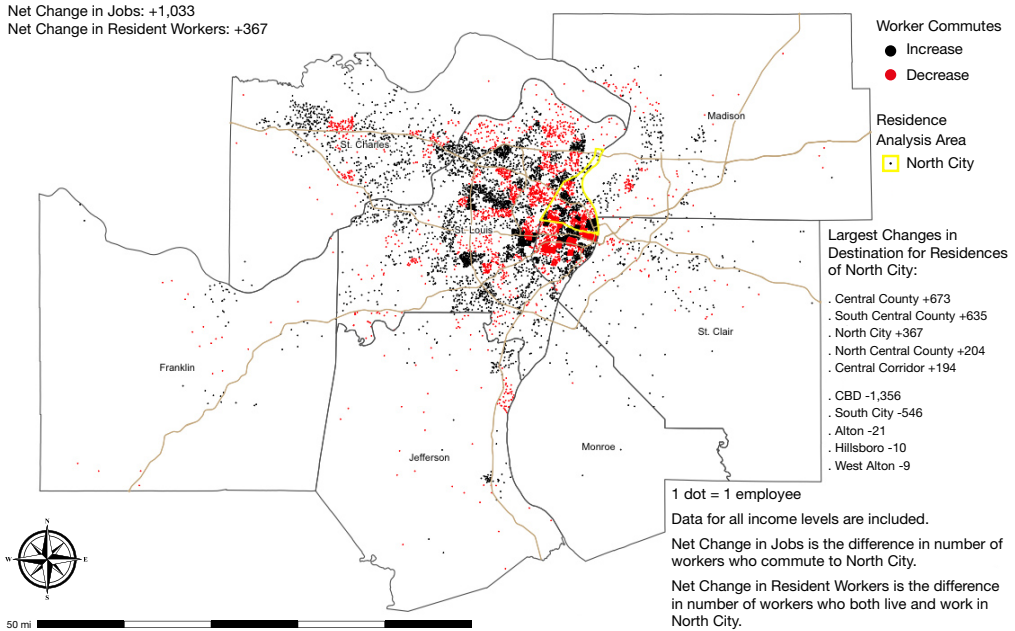 Net Change in Jobs: +1,033
Net Change in Resident Workers: +367
Worker Commutes
Increase
Decrease
Residence
Analysis Area
North City
Madison
St. Charles
St. Louis
Largest Changes in
Destination for Residences
of North City:
. Central County +673
. South Central County +635
. North City +367
. North Central County +204
. Central Corridor +194
. CBD -1,356
. South City -546
. Alton -21
. Hillsboro -10
. West Alton -9
St. Clair
Franklin
Jefferson
Monroe
1 dot = 1 employee
Data for all income levels are included.
Net Change in Jobs is the difference in number of
workers who commute to North City.
Net Change in Resident Workers is the difference
in number of workers who both live and work in
North City.
N
W
E
S
50 mi